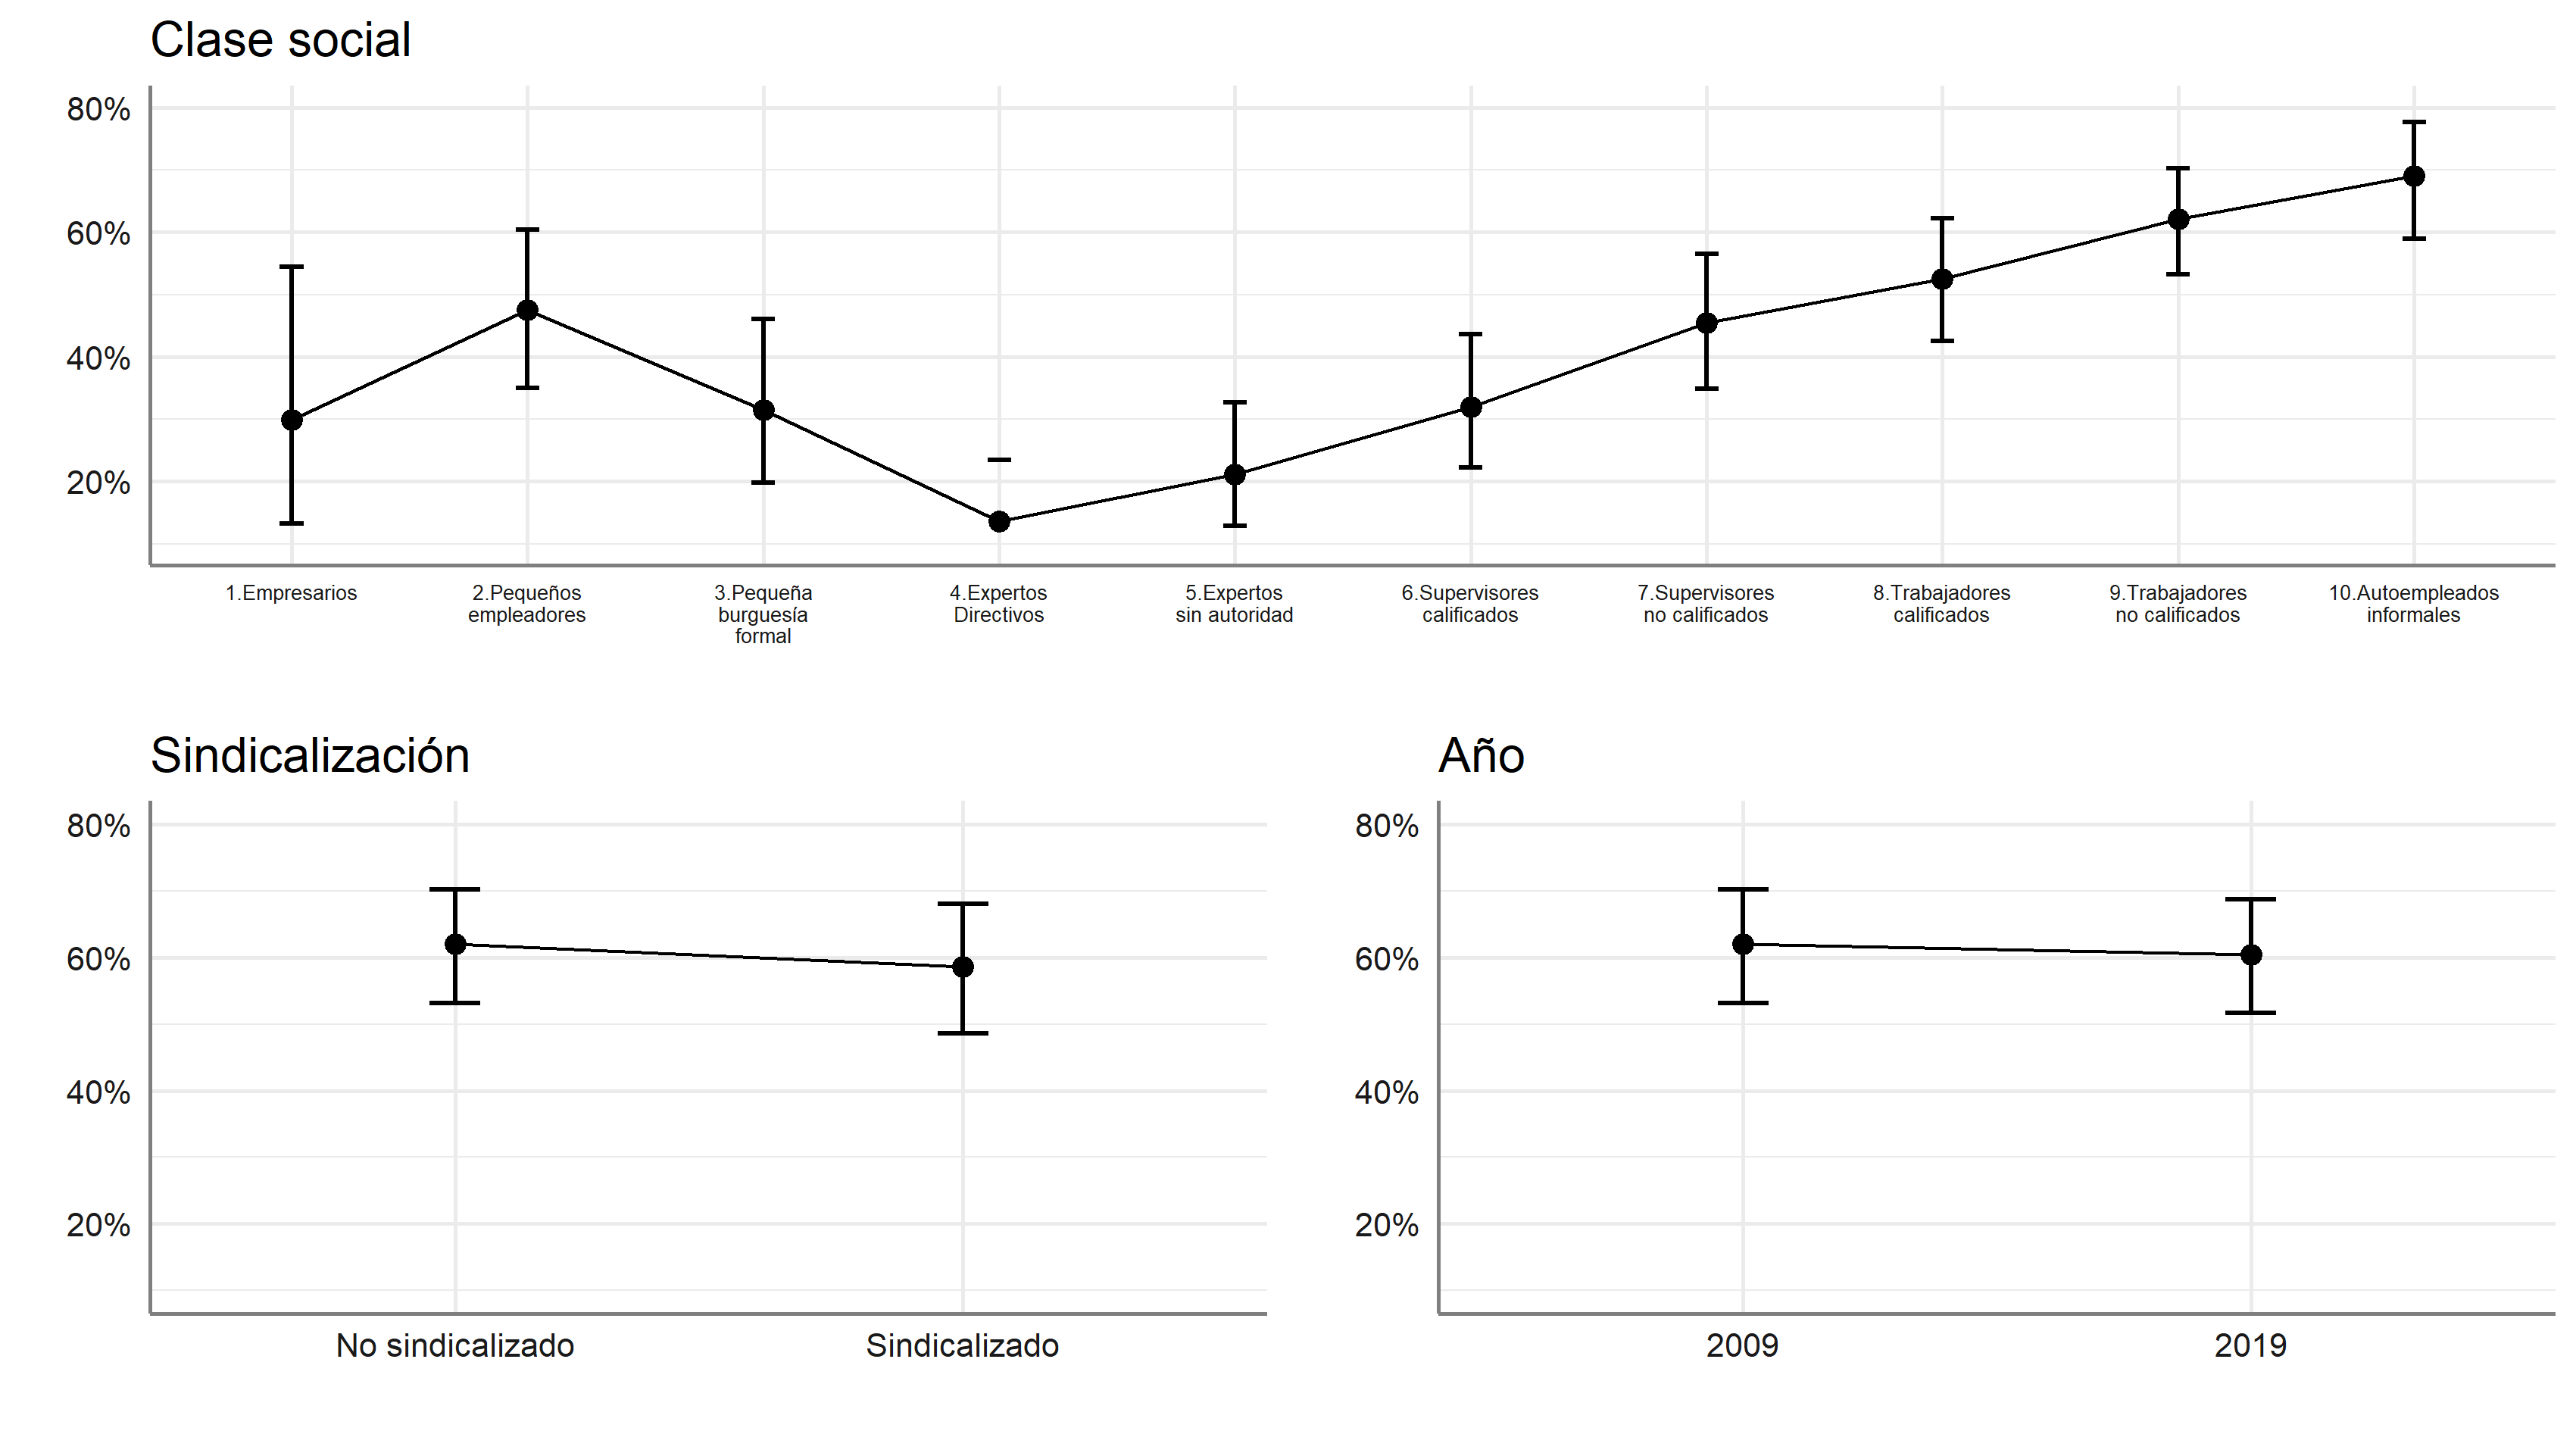 Clase social
80%
60%
40%
20%
1.Empresarios
2.Pequeños
empleadores
3.Pequeña
burguesía
formal
4.Expertos
Directivos
5.Expertos
sin autoridad
6.Supervisores
calificados
7.Supervisores
no calificados
8.Trabajadores
calificados
9.Trabajadores
no calificados
10.Autoempleados
informales
Sindicalización
80%
60%
40%
20%
No sindicalizado
Sindicalizado
Año
80%
60%
40%
20%
2009
2019